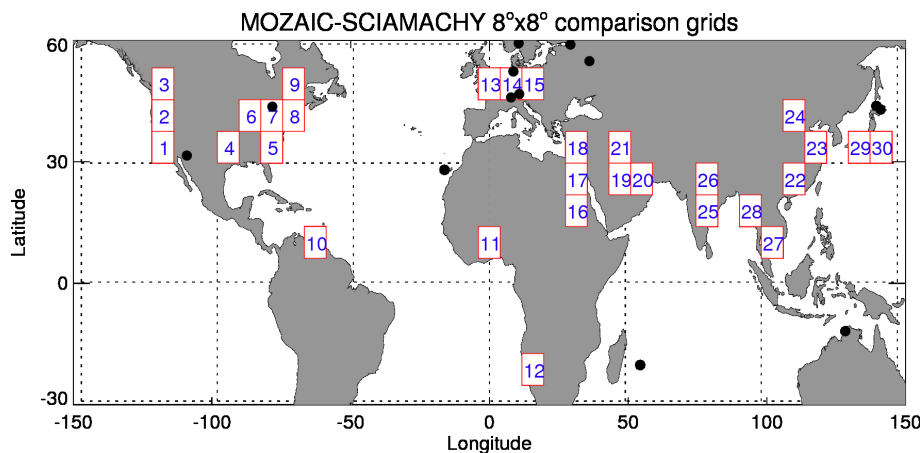 MOZAIC-SCIAMACHY 8°x8° comparison grids
60
3 9 13 14 15
2 6 7 8 24
1 4 5 18 21 23 29 30
30
17 19 20 26 22
16 25 28
10 11 27
0
12
-30
-150 -100 -50 0 50 100 150
Latitude
Longitude